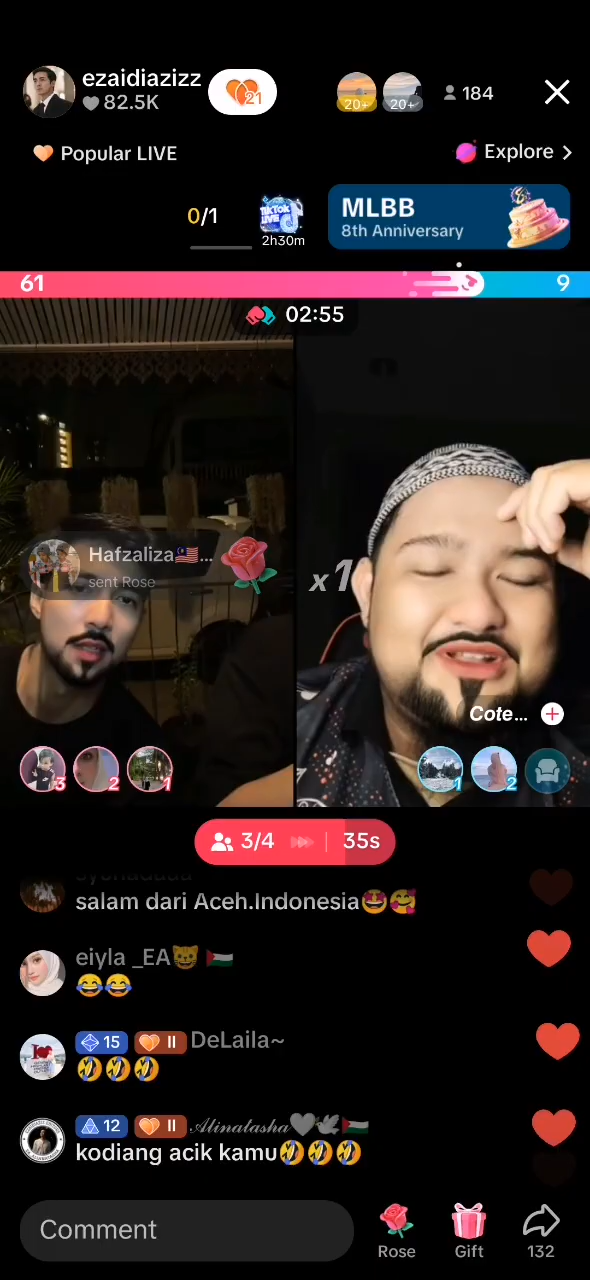 ezaidiazizz
82.5K
21
20+
20+
184
Popular LIVE
Explore >
0/1
TIKTOK
LIVE
2h30m
MLBB
8th Anniversary
61
9
02:55
Hafzaliza🇲🇾...
sent Rose
x1
Cote...
3
2
1
1
2
3/4
35s
salam dari Aceh.Indonesia🤩🥰
eiyla _EA😺 🇵🇸
😂😂
15 II DeLaila~
🤣🤣🤣
12 II 𝒜𝓁𝒾𝓃𝒶𝓉𝒶𝓈𝒽𝒶🤍🕊🇵🇸
kodiang acik kamu🤣🤣🤣
Comment
Rose
Gift
132